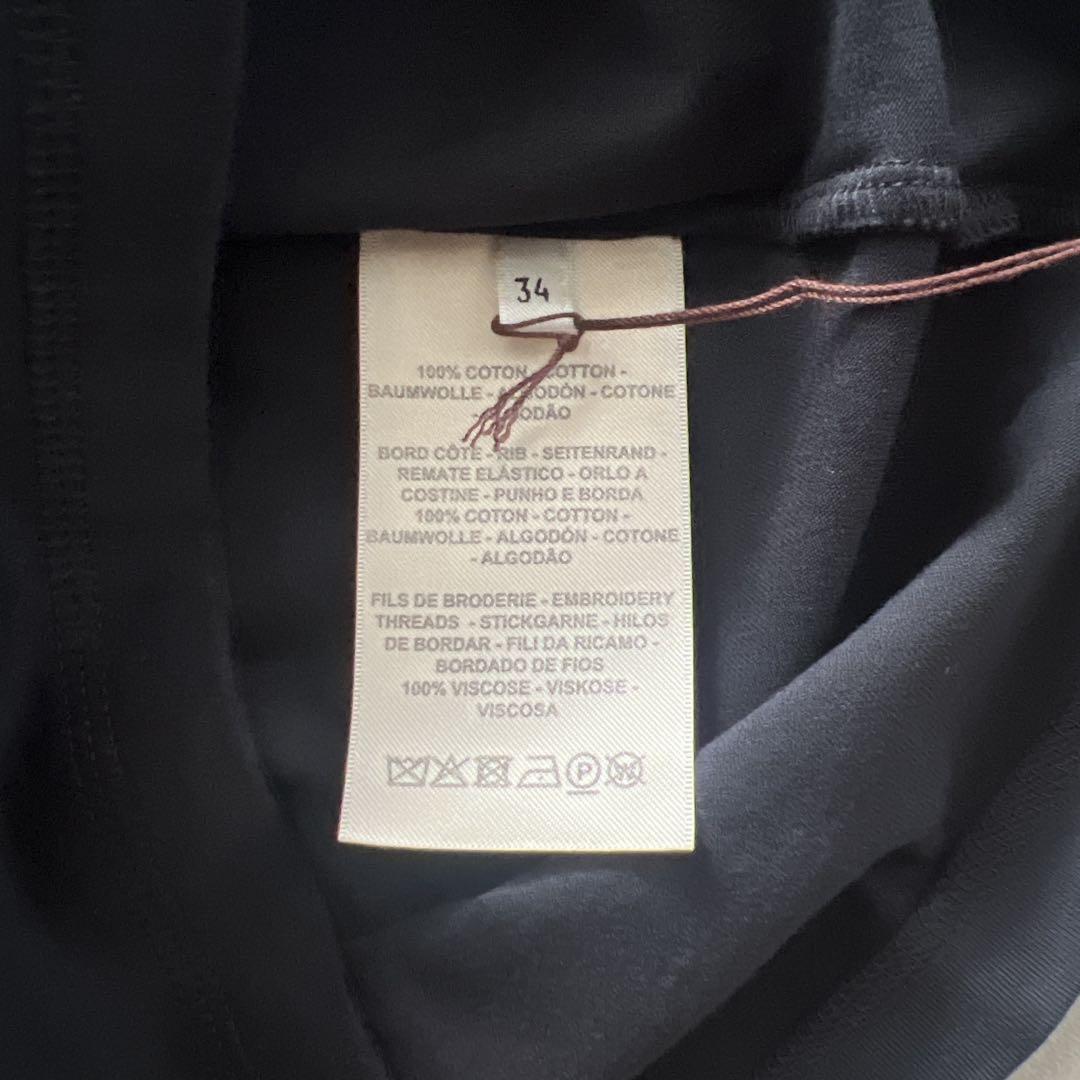 34
100% COTON - COTTON -
BAUMWOLLE - ALGODÓN - COTONE
- ALGODÃO
BORD CÔTE - RIB - SEITENRAND -
REMATE ELÁSTICO - ORLO A
COSTINE - PUNHO E BORDA
100% COTON - COTTON -
BAUMWOLLE - ALGODÓN - COTONE
- ALGODÃO
FILS DE BRODERIE - EMBROIDERY
THREADS - STICKGARNE - HILOS
DE BORDAR - FILI DA RICAMO -
BORDADO DE FIOS
100% VISCOSE - VISKOSE -
VISCOSA
P